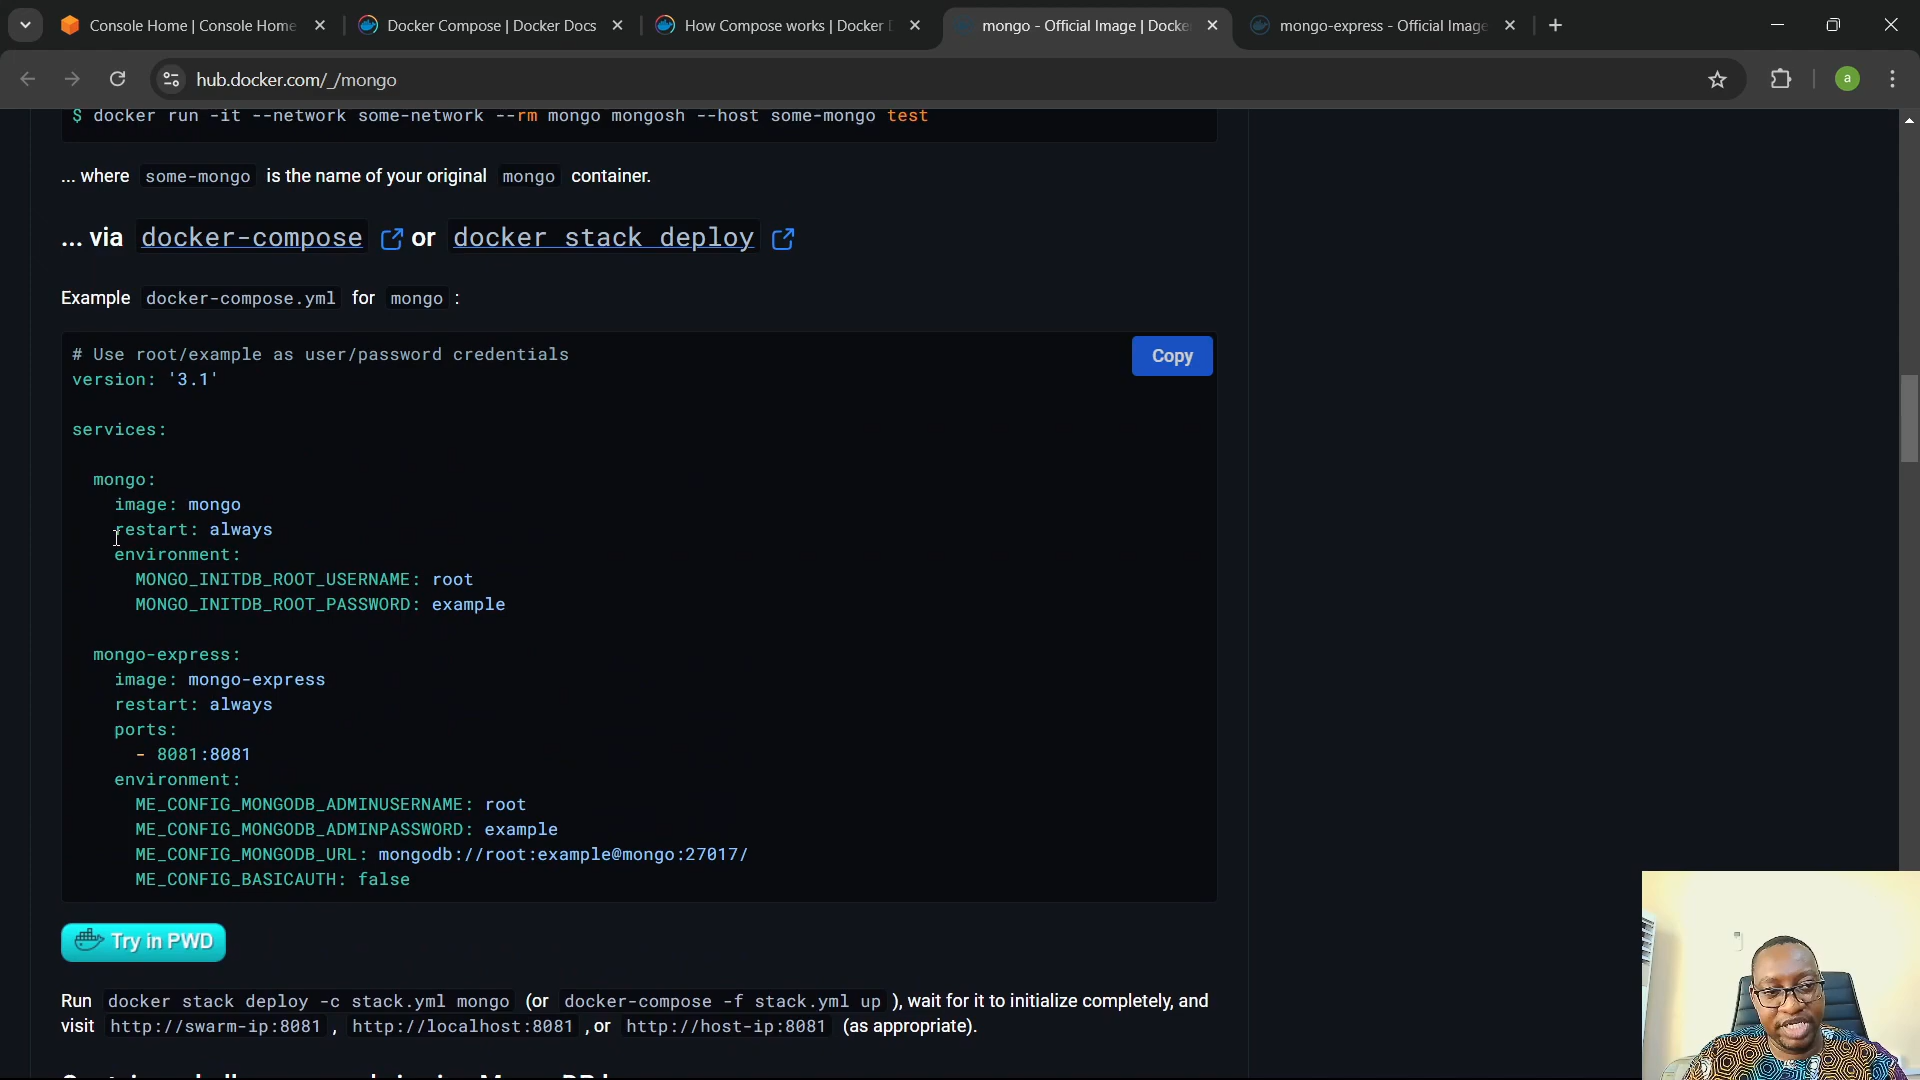 Console Home | Console Home
Docker Compose | Docker Docs
How Compose works | Docker D
mongo - Official Image | Docke
mongo-express - Official Image
hub.docker.com/_/mongo
a
$ docker run -it --network some-network --rm mongo mongosh --host some-mongo test
... where some-mongo is the name of your original mongo container.
... via docker-compose or docker stack deploy
Example docker-compose.yml for mongo :
# Use root/example as user/password credentials
Copy
version: '3.1'
services:
mongo:
image: mongo
restart: always
environment:
MONGO_INITDB_ROOT_USERNAME: root
MONGO_INITDB_ROOT_PASSWORD: example
mongo-express:
image: mongo-express
restart: always
ports:
- 8081:8081
environment:
ME_CONFIG_MONGODB_ADMINUSERNAME: root
ME_CONFIG_MONGODB_ADMINPASSWORD: example
ME_CONFIG_MONGODB_URL: mongodb://root:example@mongo:27017/
ME_CONFIG_BASICAUTH: false
Try in PWD
Run docker stack deploy -c stack.yml mongo (or docker-compose -f stack.yml up ), wait for it to initialize completely, and
visit http://swarm-ip:8081 , http://localhost:8081 , or http://host-ip:8081 (as appropriate).